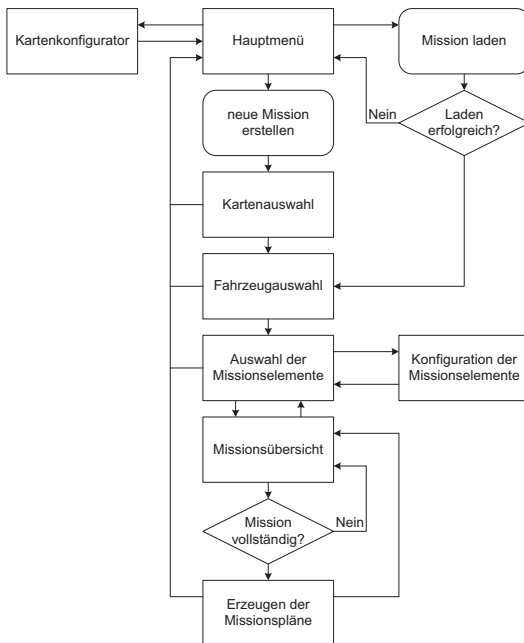 Kartenkonfigurator
Hauptmenü
Mission laden
neue Mission
erstellen
Nein
Laden
erfolgreich?
Kartenauswahl
Fahrzeugauswahl
Auswahl der
Missionselemente
Konfiguration der
Missionselemente
Missionsübersicht
Mission
vollständig?
Nein
Erzeugen der
Missionspläne